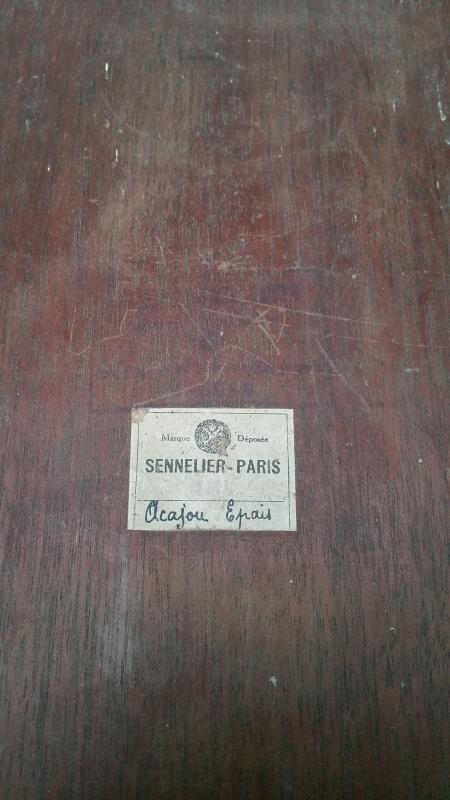 Marque Déposée
SENNELIER-PARIS
Acajou Epais